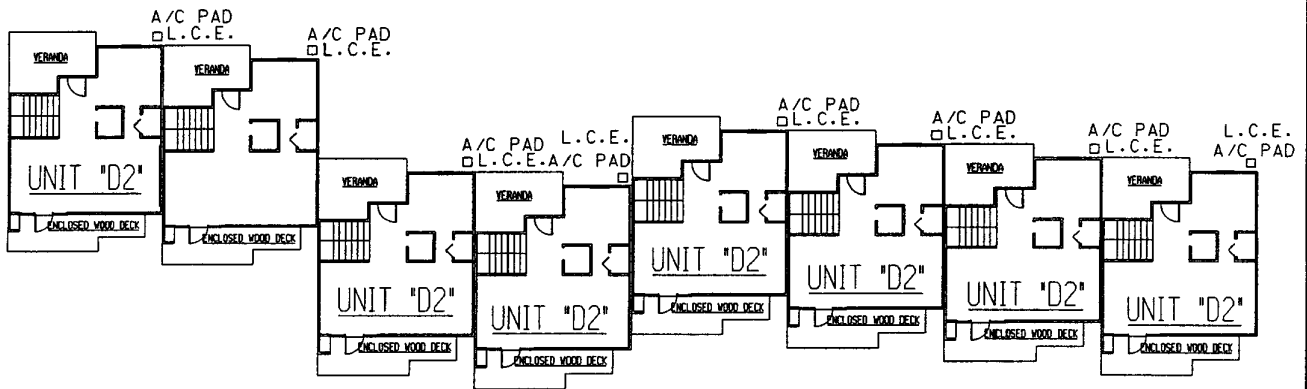 A/C PAD
L.C.E.
A/C PAD
L.C.E.
VERANDA
VERANDA
UNIT "D2"
ENCLOSED WOOD DECK
ENCLOSED WOOD DECK
A/C PAD
L.C.E.
L.C.E.
A/C PAD
VERANDA
VERANDA
UNIT "D2"
UNIT "D2"
ENCLOSED WOOD DECK
ENCLOSED WOOD DECK
A/C PAD
L.C.E.
A/C PAD
L.C.E.
A/C PAD
L.C.E.
L.C.E.
A/C PAD
VERANDA
VERANDA
VERANDA
VERANDA
UNIT "D2"
UNIT "D2"
UNIT "D2"
UNIT "D2"
ENCLOSED WOOD DECK
ENCLOSED WOOD DECK
ENCLOSED WOOD DECK
ENCLOSED WOOD DECK